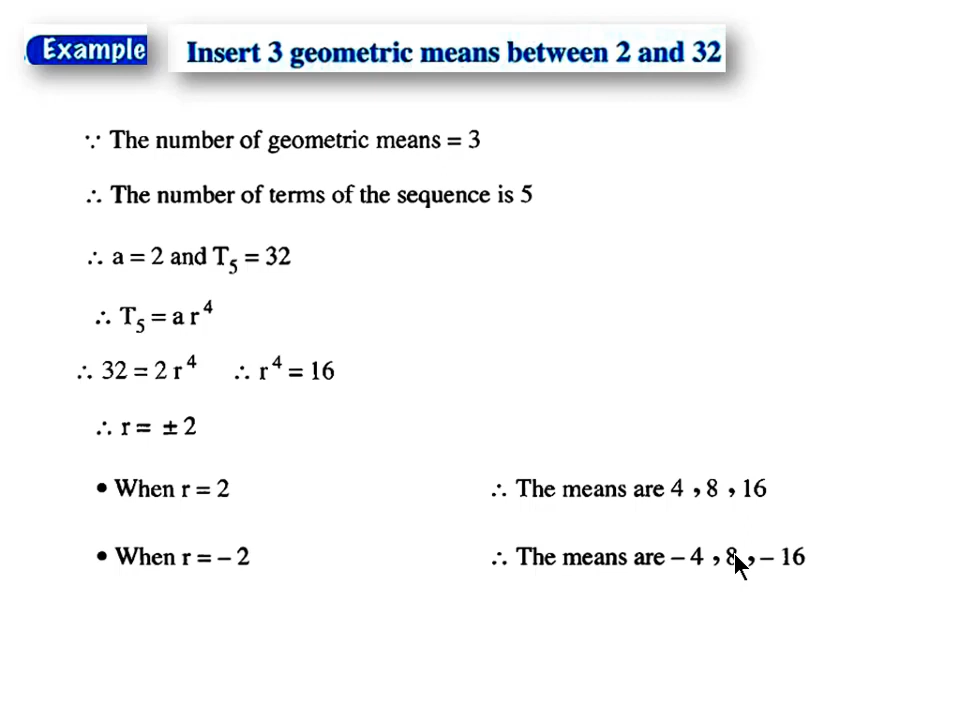 Example Insert 3 geometric means between 2 and 32
∵ The number of geometric means = 3
∴ The number of terms of the sequence is 5
∴ a = 2 and T₅ = 32
∴ T₅ = a r⁴
∴ 32 = 2 r⁴ ∴ r⁴ = 16
∴ r = ± 2
• When r = 2 ∴ The means are 4 , 8 , 16
• When r = – 2 ∴ The means are – 4 , 8 , – 16